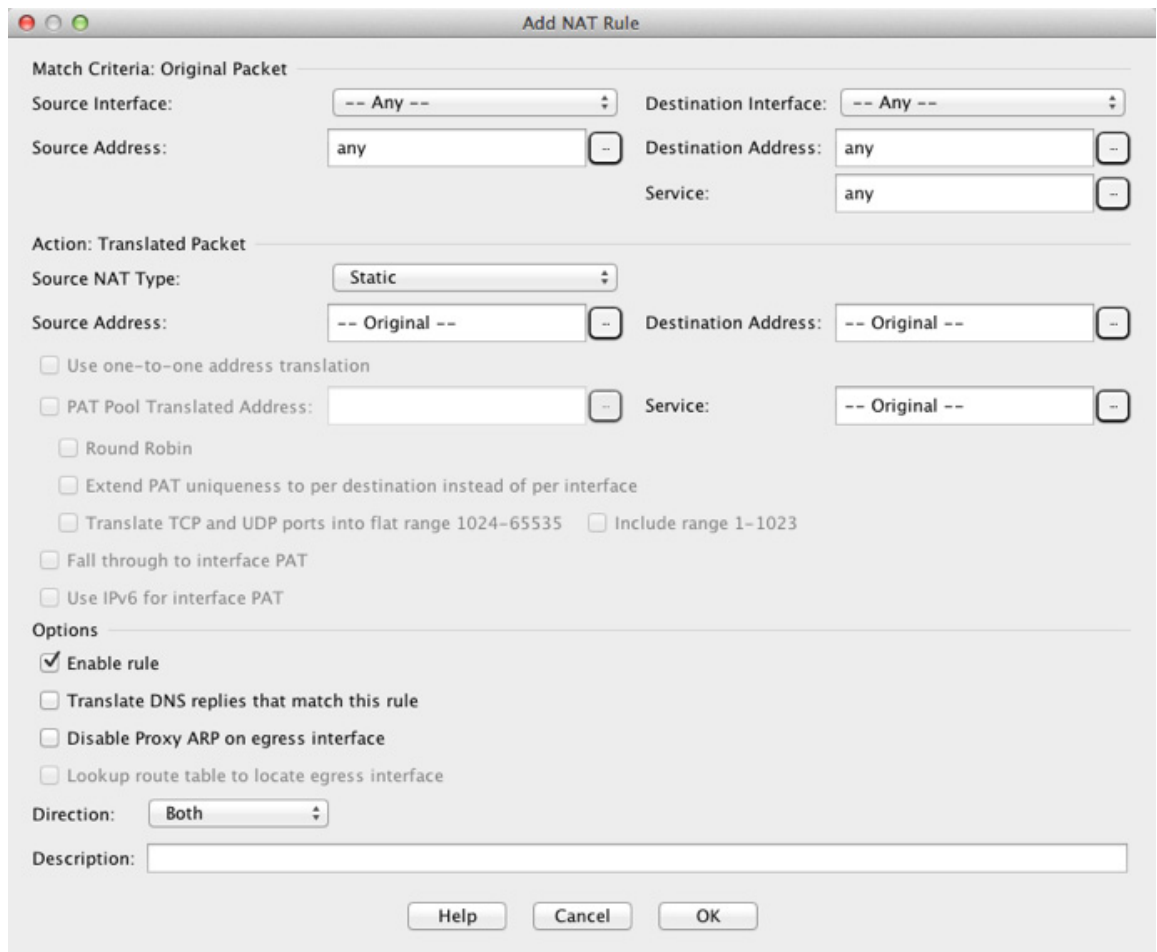 Add NAT Rule
Match Criteria: Original Packet
Source Interface: -- Any -- Destination Interface: -- Any --
Source Address: any ... Destination Address: any ...
Service: any ...
Action: Translated Packet
Source NAT Type: Static
Source Address: -- Original -- ... Destination Address: -- Original -- ...
Use one-to-one address translation
PAT Pool Translated Address: ... Service: -- Original -- ...
Round Robin
Extend PAT uniqueness to per destination instead of per interface
Translate TCP and UDP ports into flat range 1024-65535 Include range 1-1023
Fall through to interface PAT
Use IPv6 for interface PAT
Options
Enable rule
Translate DNS replies that match this rule
Disable Proxy ARP on egress interface
Lookup route table to locate egress interface
Direction: Both
Description:
Help Cancel OK